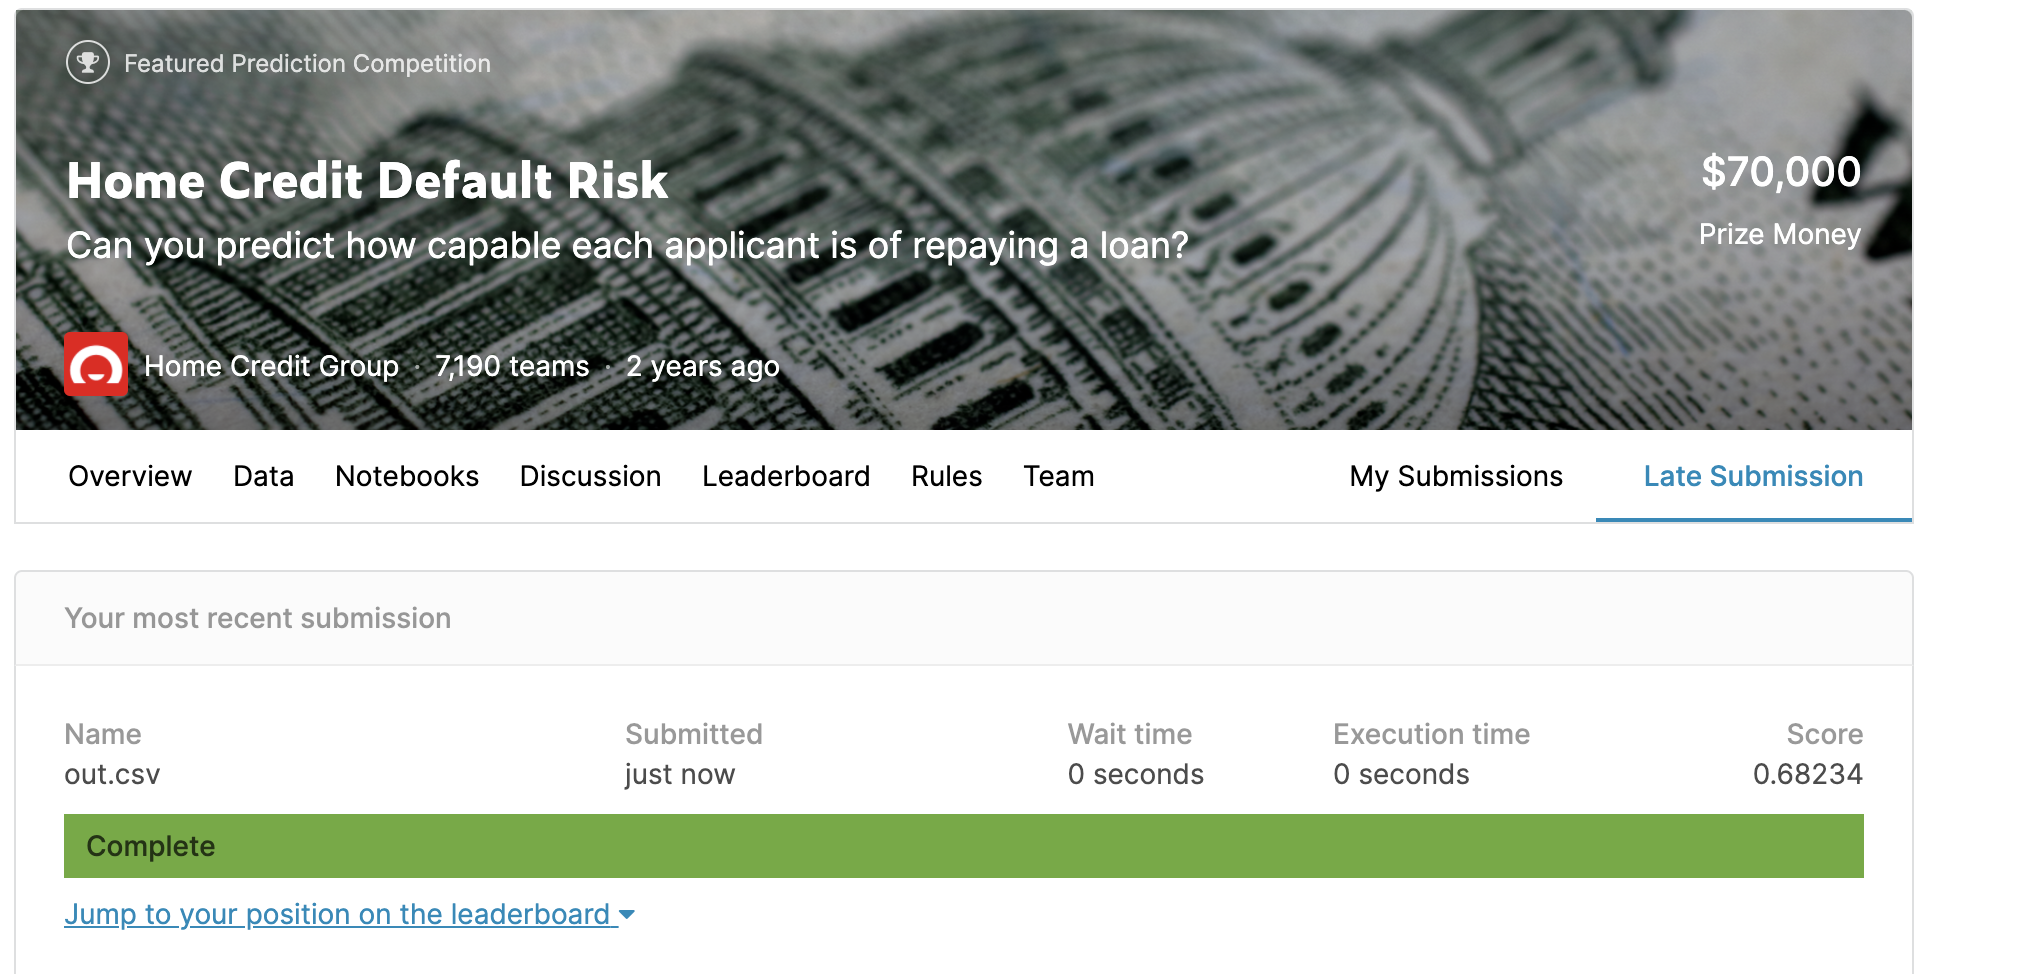 Featured Prediction Competition
Home Credit Default Risk
Can you predict how capable each applicant is of repaying a loan?
$70,000
Prize Money
Home Credit Group · 7,190 teams · 2 years ago
Overview Data Notebooks Discussion Leaderboard Rules Team My Submissions Late Submission
Your most recent submission
Name Submitted Wait time Execution time Score
out.csv just now 0 seconds 0 seconds 0.68234
Complete
Jump to your position on the leaderboard